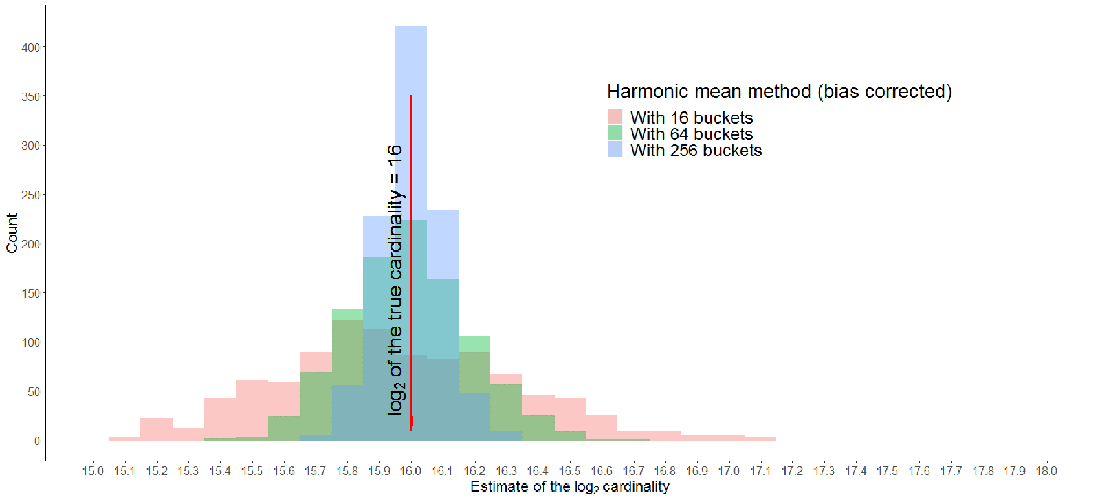 Harmonic mean method (bias corrected)
With 16 buckets
With 64 buckets
With 256 buckets
log₂ of the true cardinality = 16
Count
400
350
300
250
200
150
100
50
0
15.0 15.1 15.2 15.3 15.4 15.5 15.6 15.7 15.8 15.9 16.0 16.1 16.2 16.3 16.4 16.5 16.6 16.7 16.8 16.9 17.0 17.1 17.2 17.3 17.4 17.5 17.6 17.7 17.8 17.9 18.0
Estimate of the log₂ cardinality